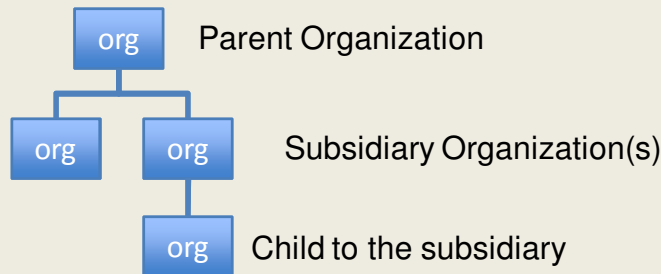 org Parent Organization
org org Subsidiary Organization(s)
org Child to the subsidiary